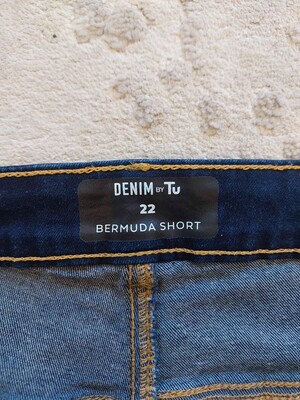 DENIM BY Tu
22
BERMUDA SHORT